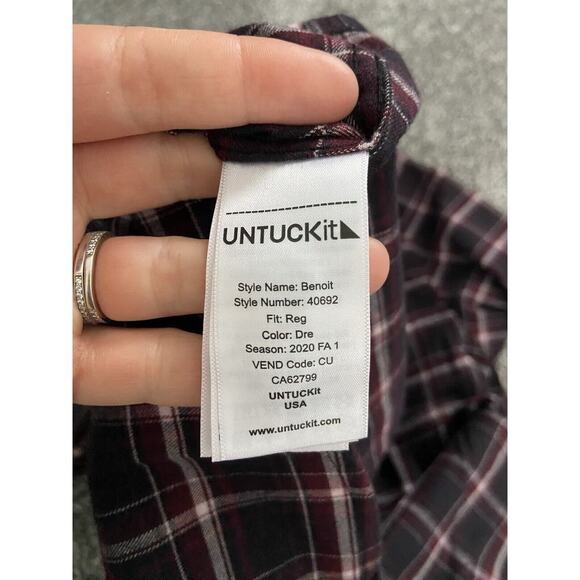 UNTUCKit
Style Name: Benoit
Style Number: 40692
Fit: Reg
Color: Dre
Season: 2020 FA 1
VEND Code: CU
CA62799
UNTUCKit
USA
www.untuckit.com